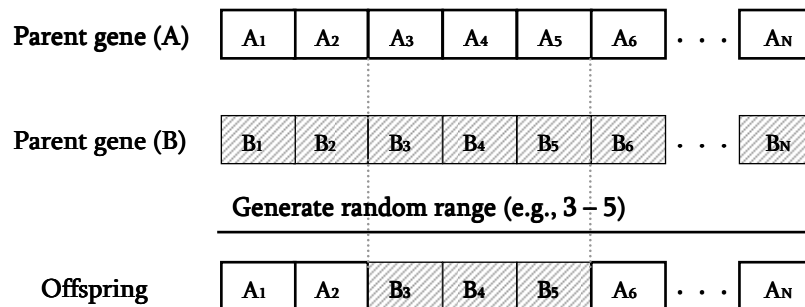 Parent gene (A) A1 A2 A3 A4 A5 A6 . . . AN
Parent gene (B) B1 B2 B3 B4 B5 B6 . . . BN
Generate random range (e.g., 3 – 5)
Offspring A1 A2 B3 B4 B5 A6 . . . AN